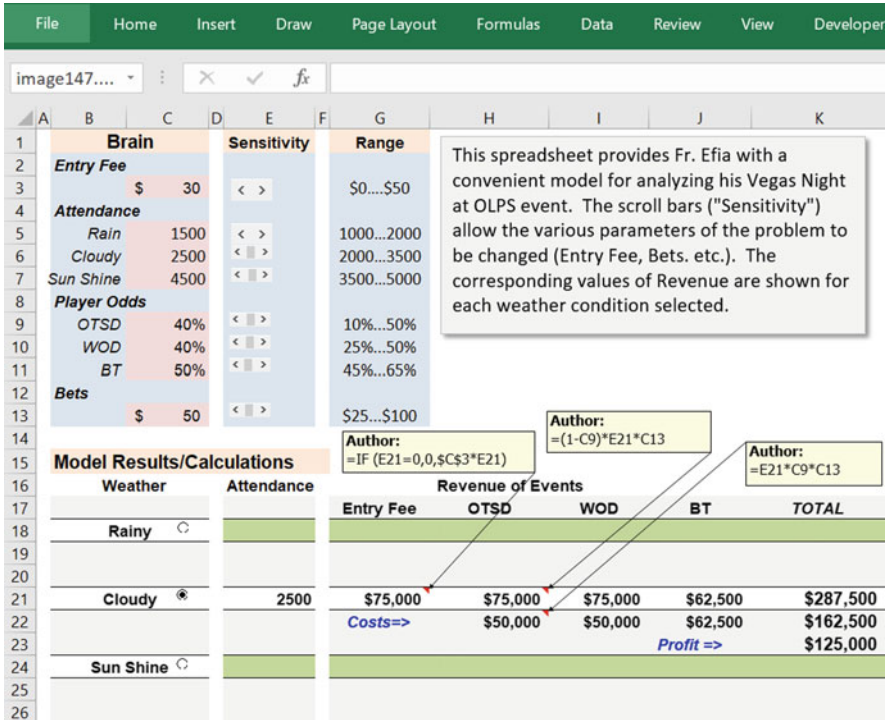 File Home Insert Draw Page Layout Formulas Data Review View Developer
image147.... fx
A B C D E F G H I J K
1 Brain Sensitivity Range
2 Entry Fee
3 $ 30 < > $0....$50
4 Attendance
5 Rain 1500 < > 1000...2000
6 Cloudy 2500 < > 2000...3500
7 Sun Shine 4500 < > 3500...5000
8 Player Odds
9 OTSD 40% < > 10%...50%
10 WOD 40% < > 25%...50%
11 BT 50% < > 45%...65%
12 Bets
13 $ 50 < > $25...$100
This spreadsheet provides Fr. Efia with a
convenient model for analyzing his Vegas Night
at OLPS event. The scroll bars ("Sensitivity")
allow the various parameters of the problem to
be changed (Entry Fee, Bets. etc.). The
corresponding values of Revenue are shown for
each weather condition selected.
14
Author:
=IF (E21=0,0,$C$3*E21)
Author:
=(1-C9)*E21*C13
Author:
=E21*C9*C13
15 Model Results/Calculations
16 Weather Attendance Revenue of Events
17 Entry Fee OTSD WOD BT TOTAL
18 Rainy
19
20
21 Cloudy 2500 $75,000 $75,000 $75,000 $62,500 $287,500
22 Costs=> $50,000 $50,000 $62,500 $162,500
23 Profit => $125,000
24 Sun Shine
25
26